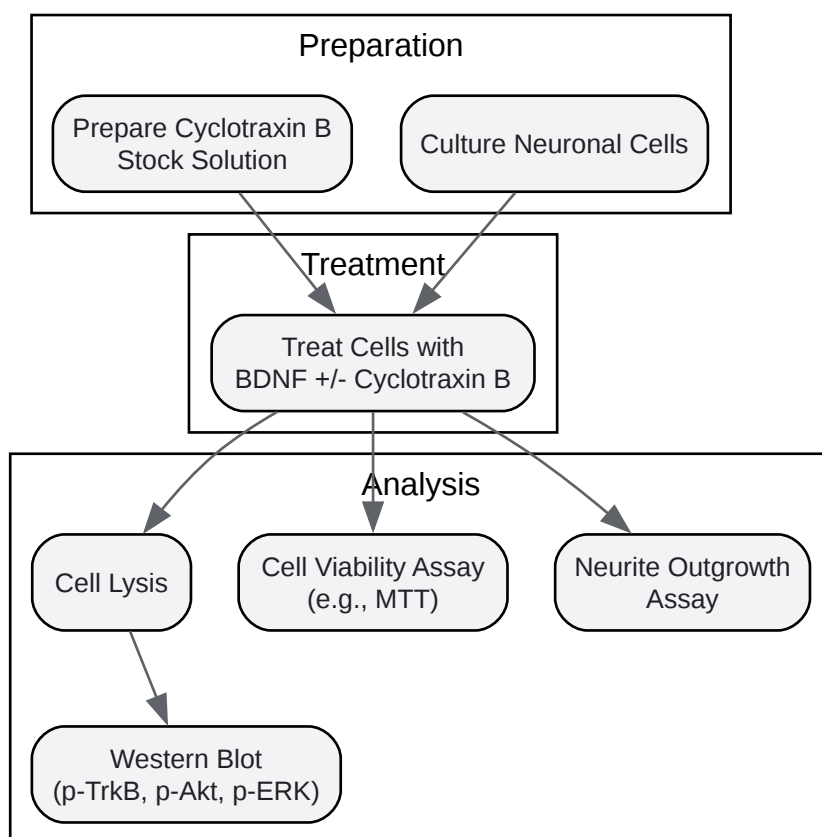 Preparation
Prepare Cyclotraxin B
Stock Solution
Culture Neuronal Cells
Treatment
Treat Cells with
BDNF +/- Cyclotraxin B
Analysis
Cell Lysis
Cell Viability Assay
(e.g., MTT)
Neurite Outgrowth
Assay
Western Blot
(p-TrkB, p-Akt, p-ERK)